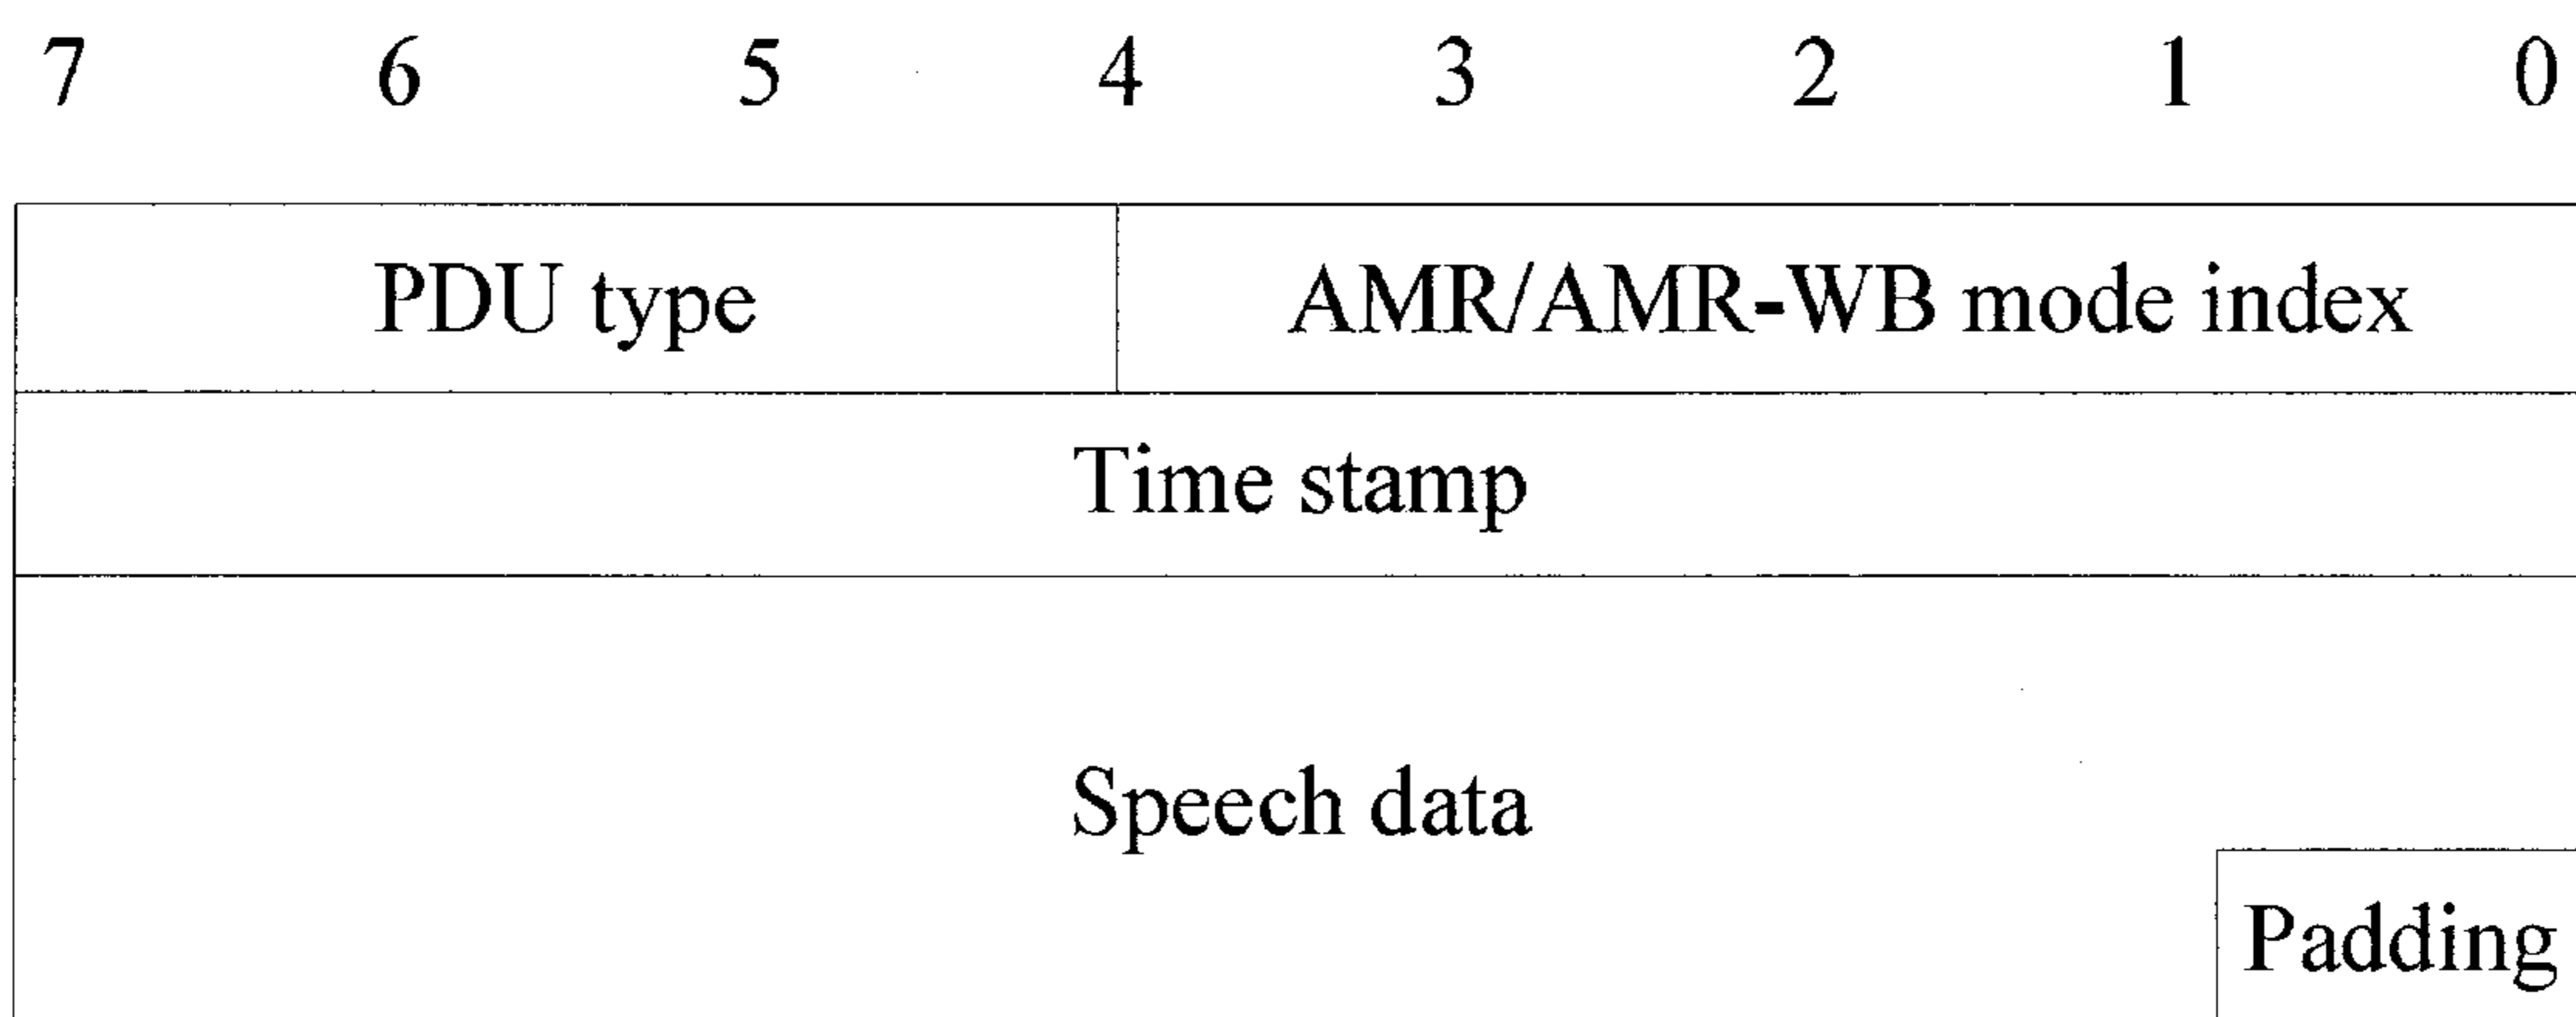 7 6 5 4 3 2 1 0
PDU type AMR/AMR-WB mode index
Time stamp
Speech data
Padding